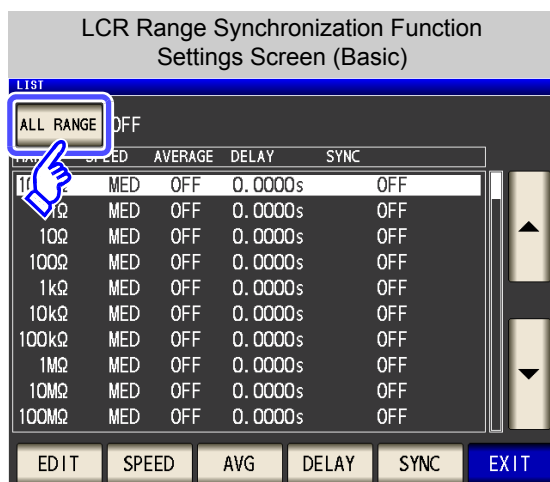 LCR Range Synchronization Function
Settings Screen (Basic)
LIST
ALL RANGE OFF
AVERAGE DELAY SYNC
MED OFF 0.0000s OFF
MED OFF 0.0000s OFF
10Ω MED OFF 0.0000s OFF
100Ω MED OFF 0.0000s OFF
1kΩ MED OFF 0.0000s OFF
10kΩ MED OFF 0.0000s OFF
100kΩ MED OFF 0.0000s OFF
1MΩ MED OFF 0.0000s OFF
10MΩ MED OFF 0.0000s OFF
100MΩ MED OFF 0.0000s OFF
EDIT SPEED AVG DELAY SYNC EXIT